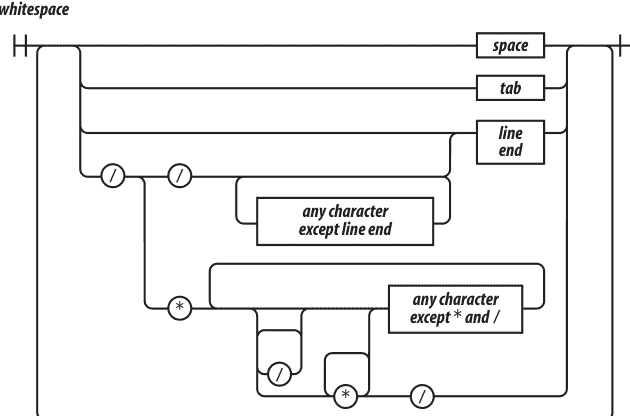 whitespace
space
tab
line
end
/
/
any character
except line end
*
any character
except * and /
/
*
/